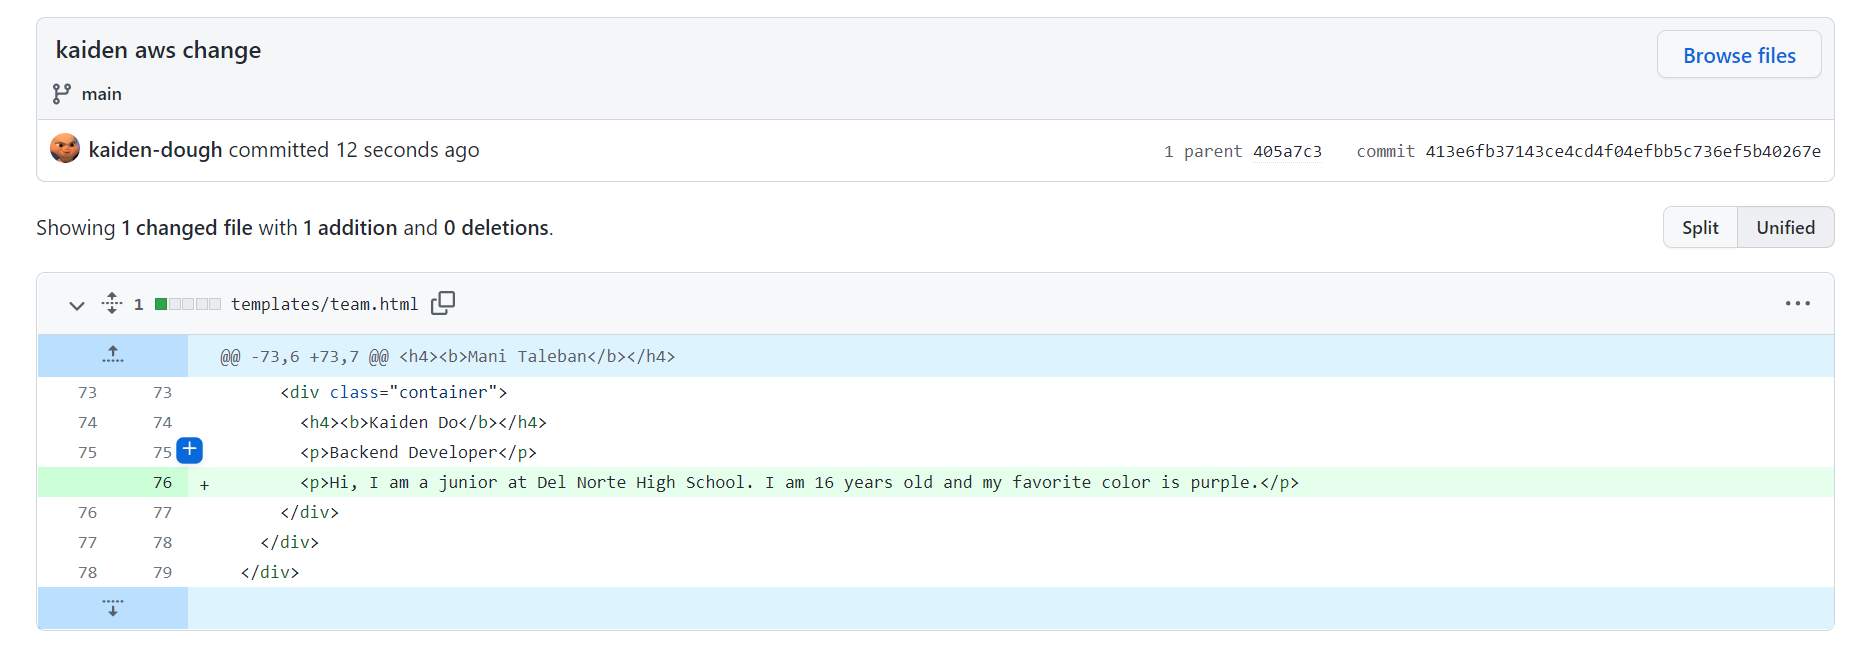 kaiden aws change
Browse files
main
kaiden-dough committed 12 seconds ago
1 parent 405a7c3 commit 413e6fb37143ce4cd4f04efbb5c736ef5b40267e
Showing 1 changed file with 1 addition and 0 deletions.
Split Unified
1 templates/team.html
@@ -73,6 +73,7 @@ <h4><b>Mani Taleban</b></h4>
73 73 <div class="container">
74 74 <h4><b>Kaiden Do</b></h4>
75 75 <p>Backend Developer</p>
76 + <p>Hi, I am a junior at Del Norte High School. I am 16 years old and my favorite color is purple.</p>
76 77 </div>
77 78 </div>
78 79 </div>